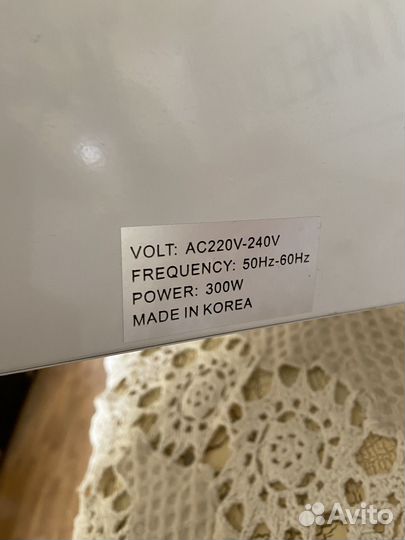 VOLT: AC220V-240V
FREQUENCY: 50Hz-60Hz
POWER: 300W
MADE IN KOREA
Avito